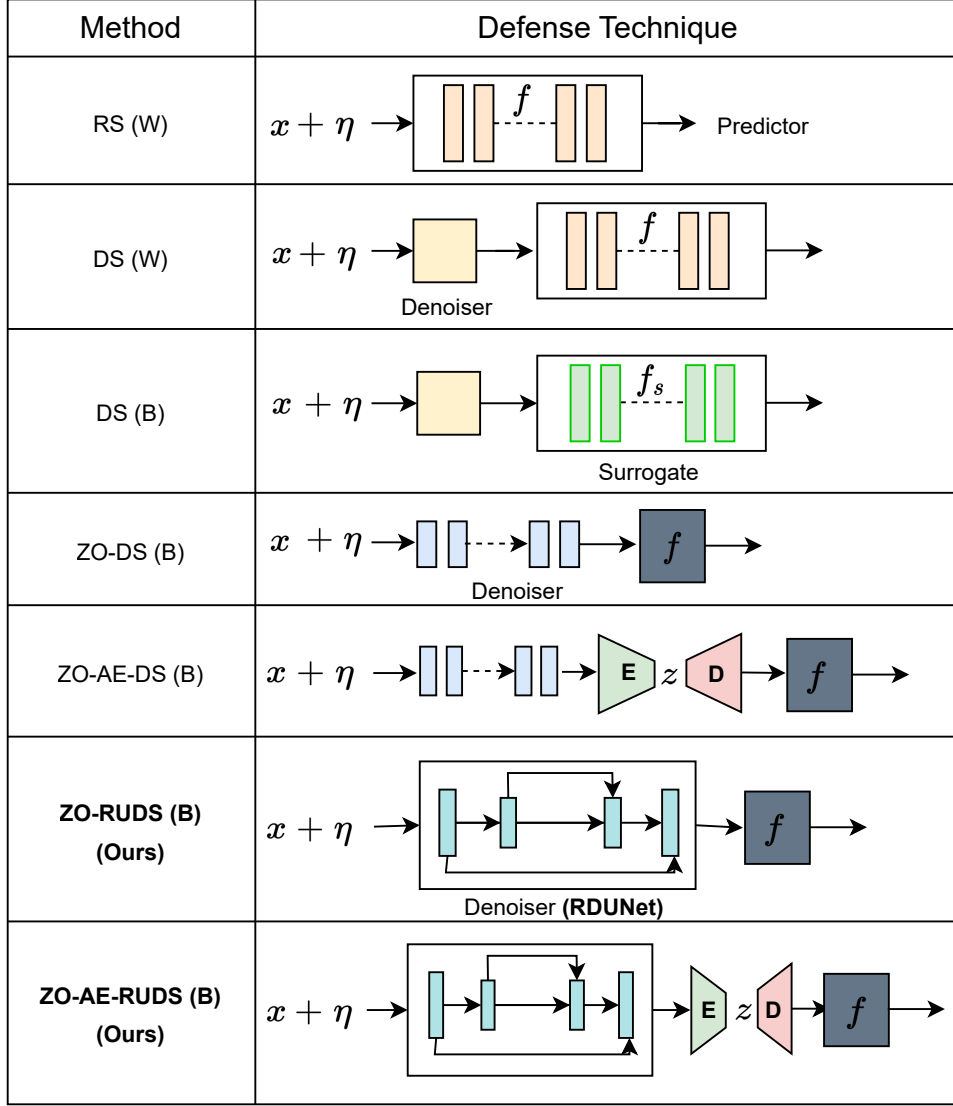 Method Defense Technique
RS (W) x + η f Predictor
DS (W) x + η f
Denoiser
DS (B) x + η f_s
Surrogate
ZO-DS (B) x + η f
Denoiser
ZO-AE-DS (B) x + η E z D f
ZO-RUDS (B)
(Ours) x + η f
Denoiser (RDUNet)
ZO-AE-RUDS (B)
(Ours) x + η E z D f